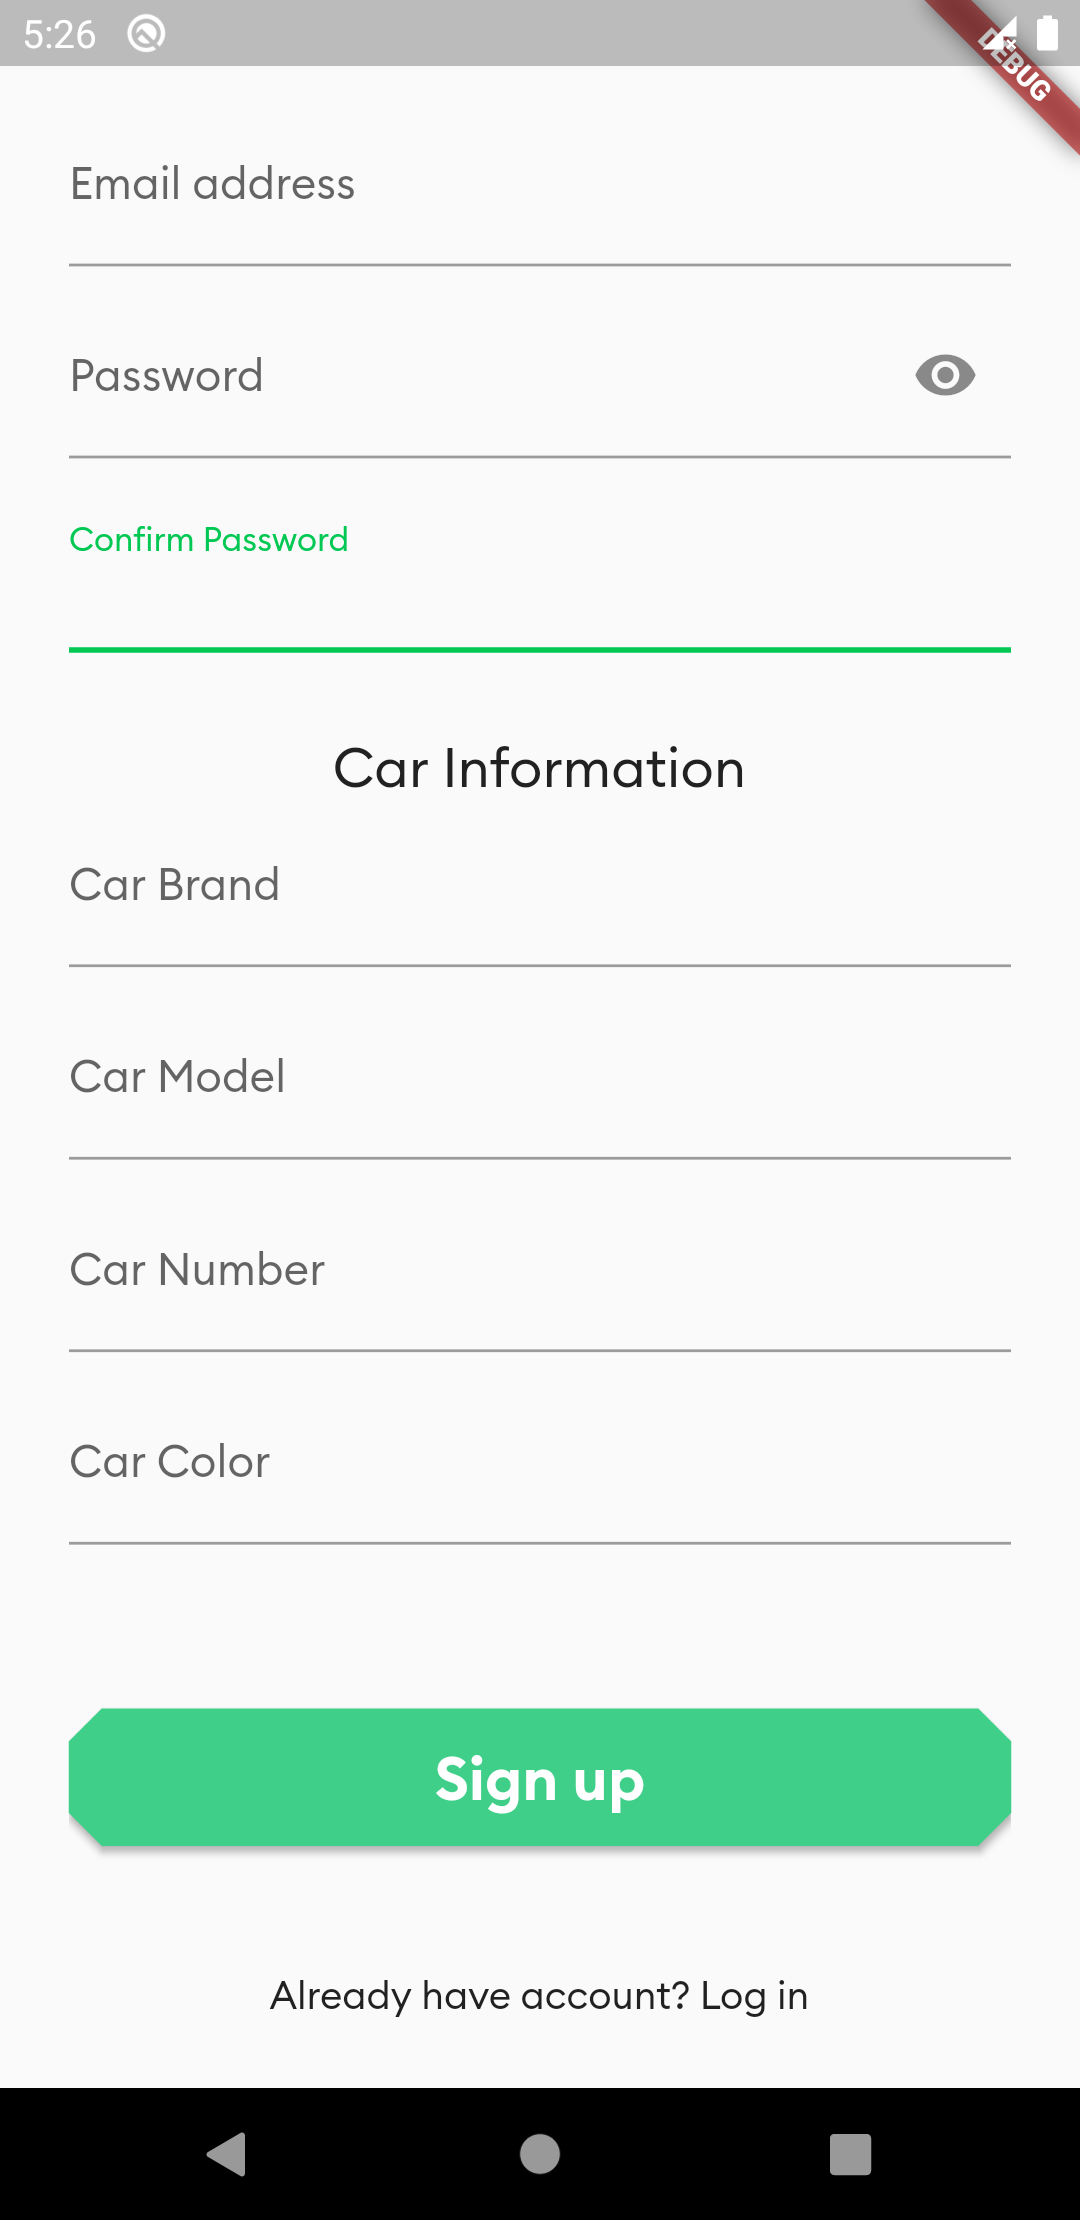 5:26
DEBUG
Email address
Password
Confirm Password
Car Information
Car Brand
Car Model
Car Number
Car Color
Sign up
Already have account? Log in